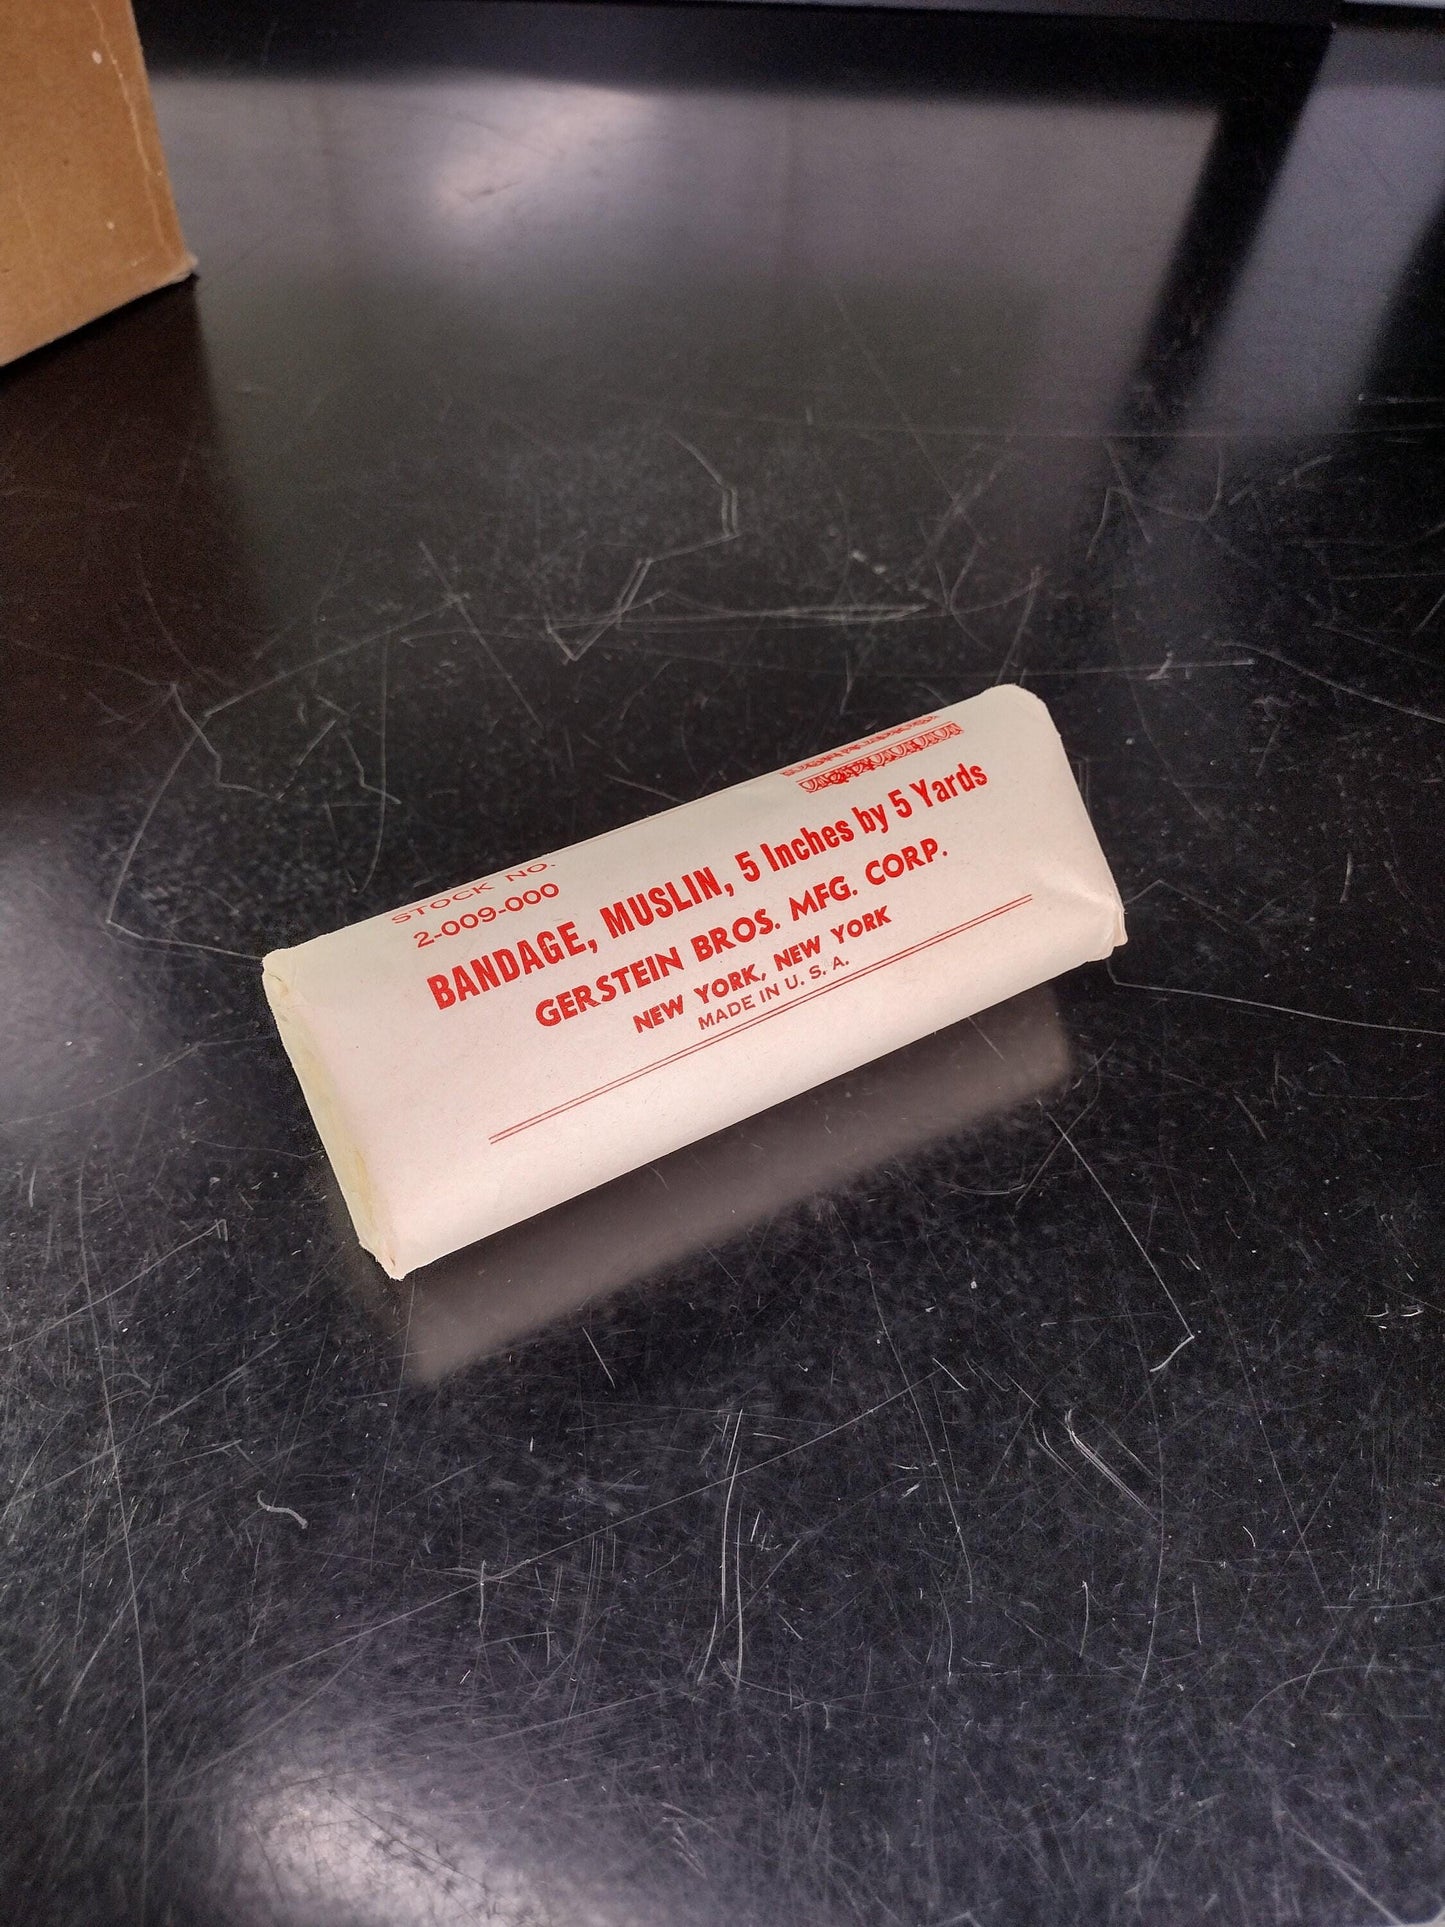 STOCK NO.
2-009-000
BANDAGE, MUSLIN, 5 Inches by 5 Yards
GERSTEIN BROS. MFG. CORP.
NEW YORK, NEW YORK
MADE IN U. S. A.